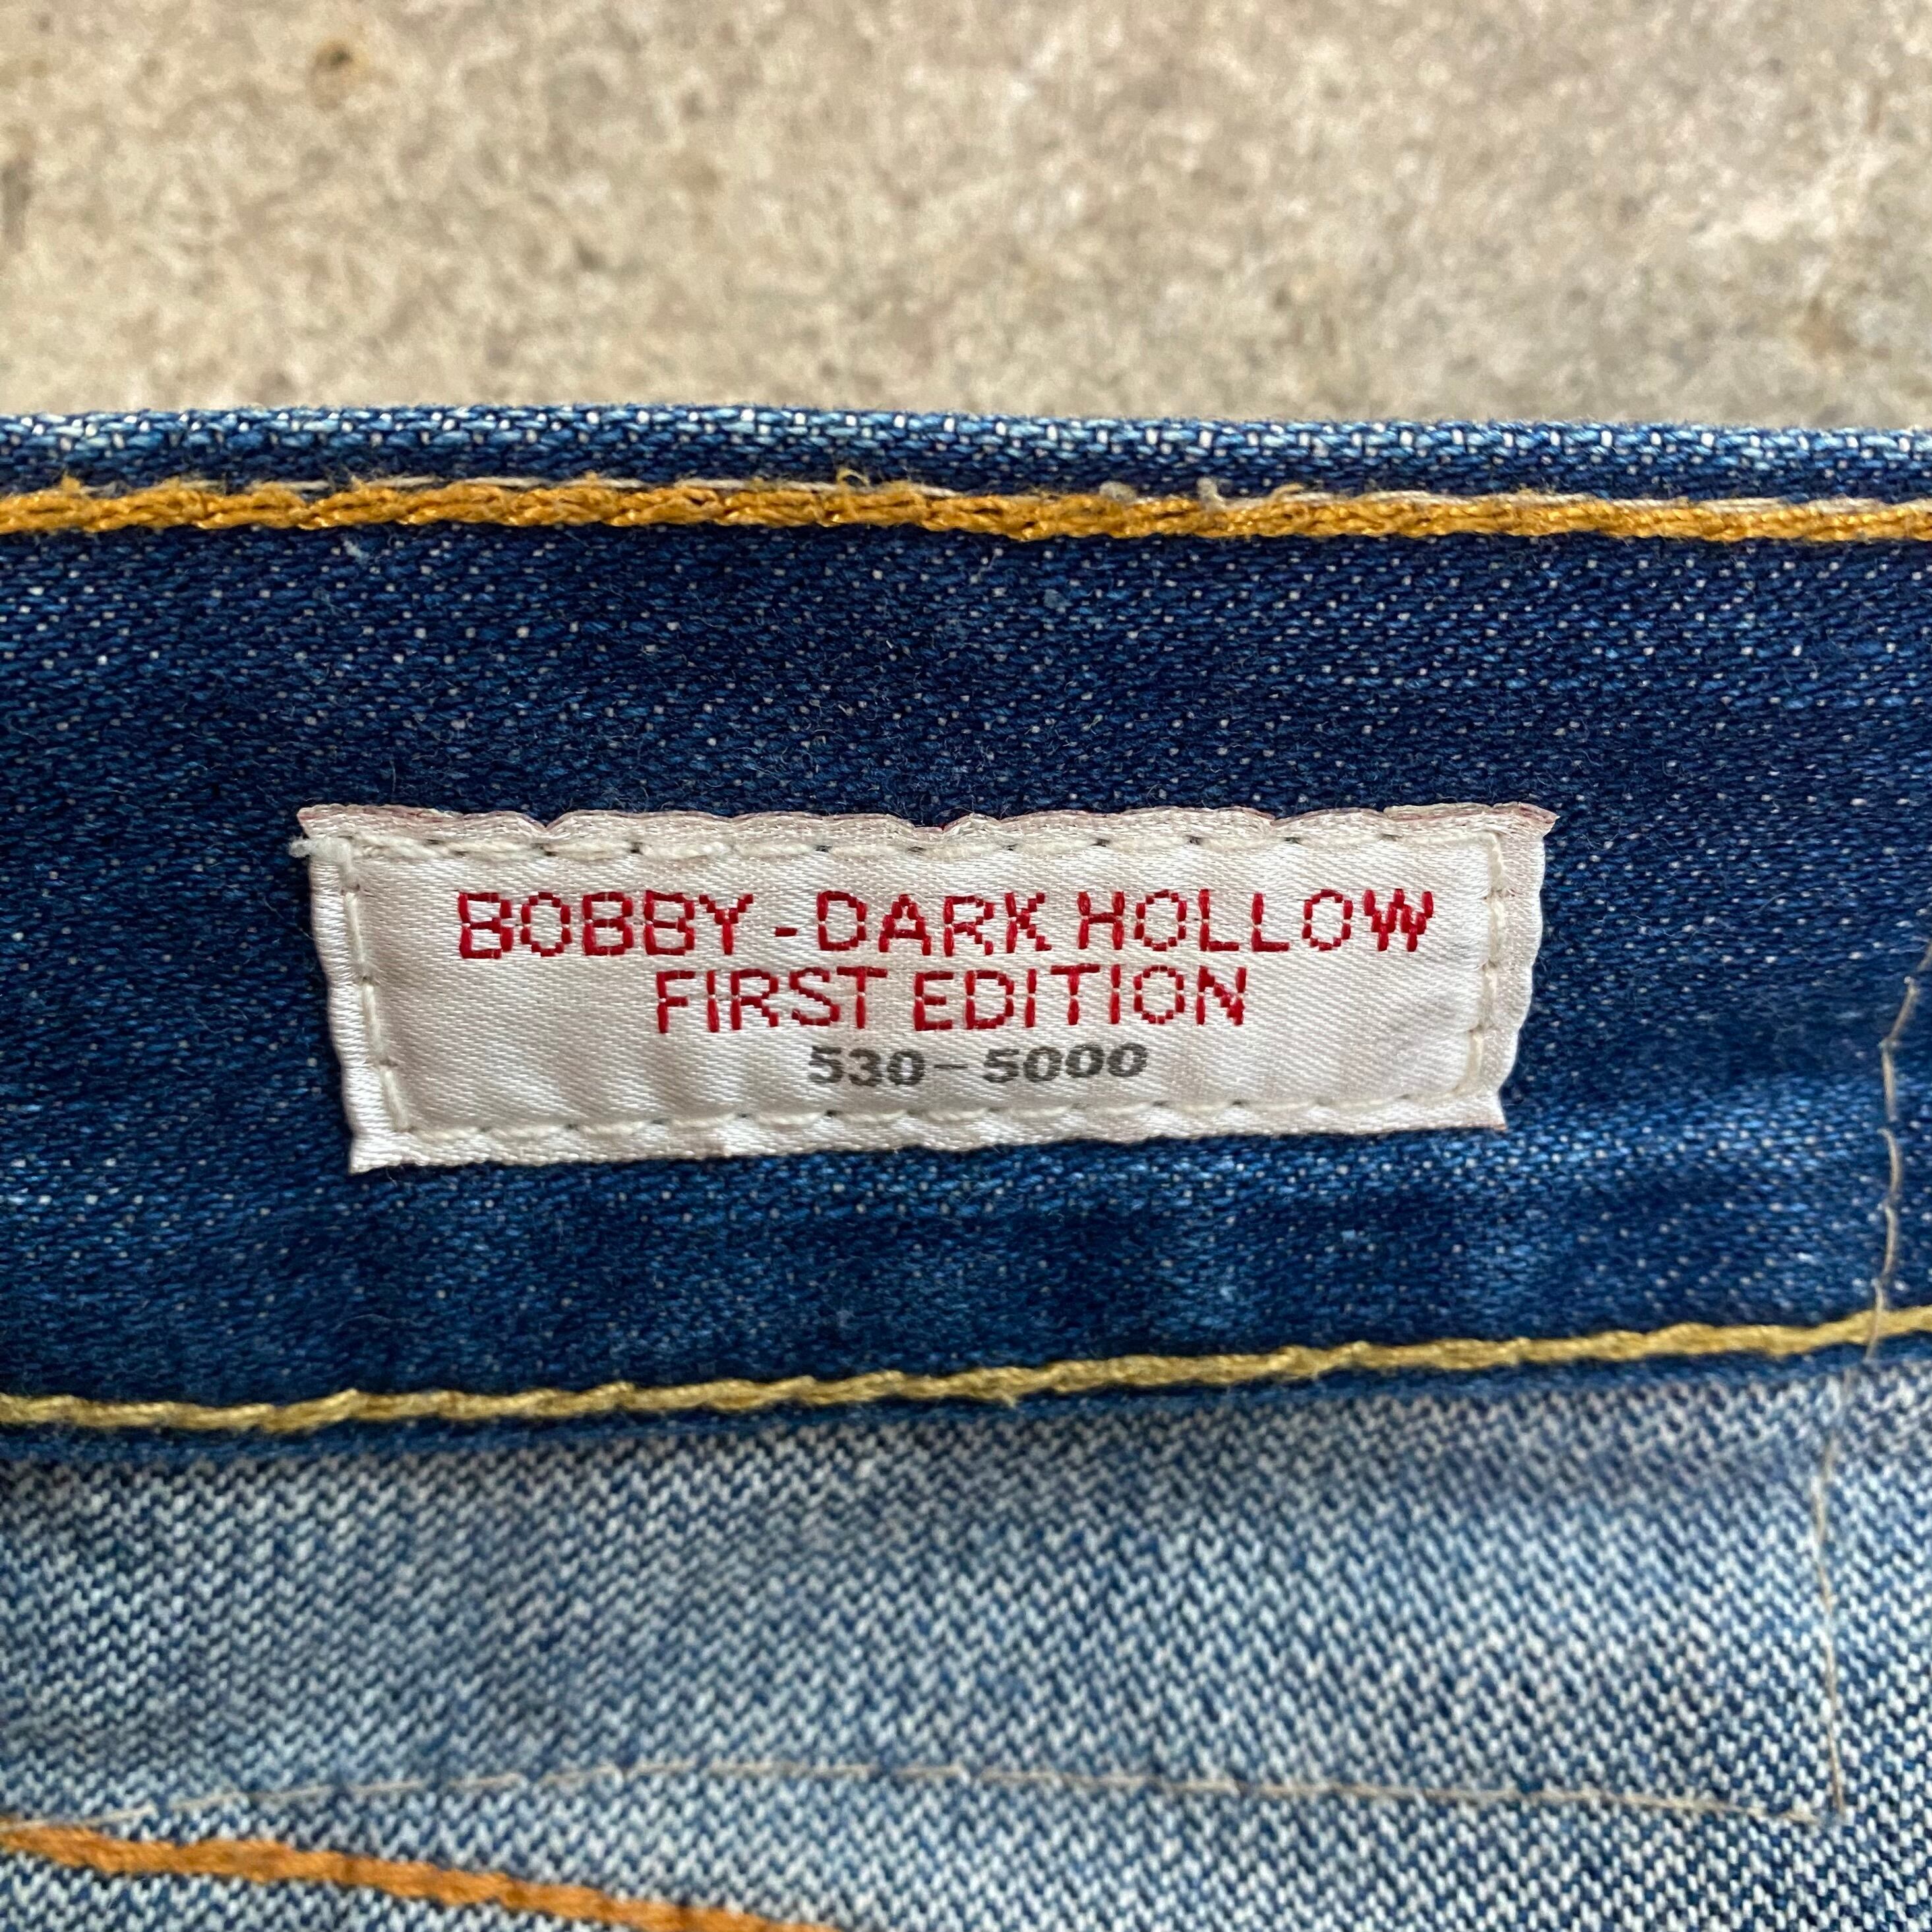 BOBBY - DARK HOLLOW
FIRST EDITION
530-5000